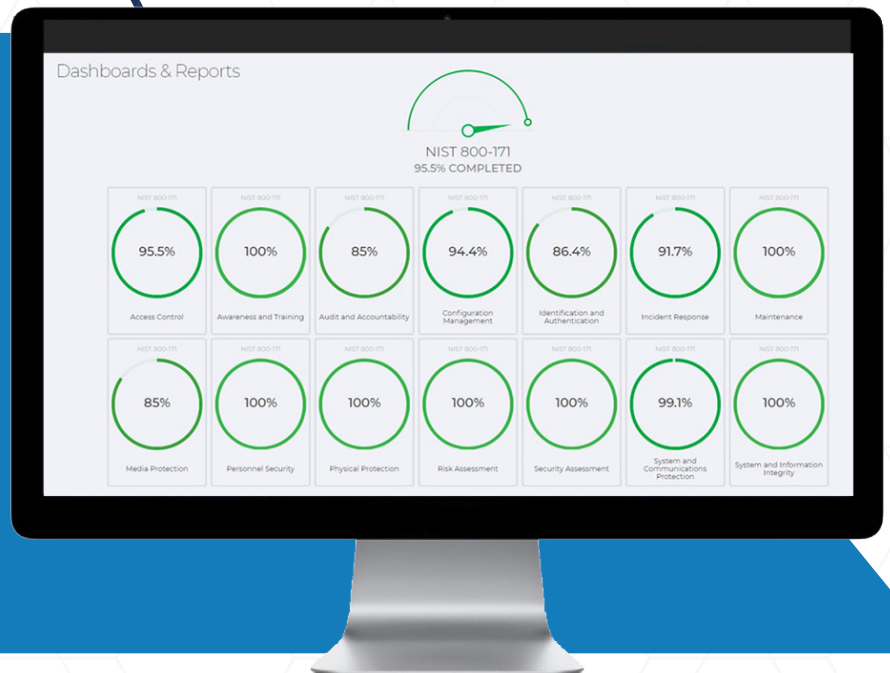 Dashboards & Reports
NIST 800-171
95.5% COMPLETED
NIST 800-171
95.5%
Access Control
NIST 800-171
100%
Awareness and Training
NIST 800-171
85%
Audit and Accountability
NIST 800-171
94.4%
Configuration
Management
NIST 800-171
86.4%
Identification and
Authentication
NIST 800-171
91.7%
Incident Response
NIST 800-171
100%
Maintenance
NIST 800-171
85%
Media Protection
NIST 800-171
100%
Personnel Security
NIST 800-171
100%
Physical Protection
NIST 800-171
100%
Risk Assessment
NIST 800-171
100%
Security Assessment
NIST 800-171
99.1%
System and
Communications
Protection
NIST 800-171
100%
System and Information
Integrity